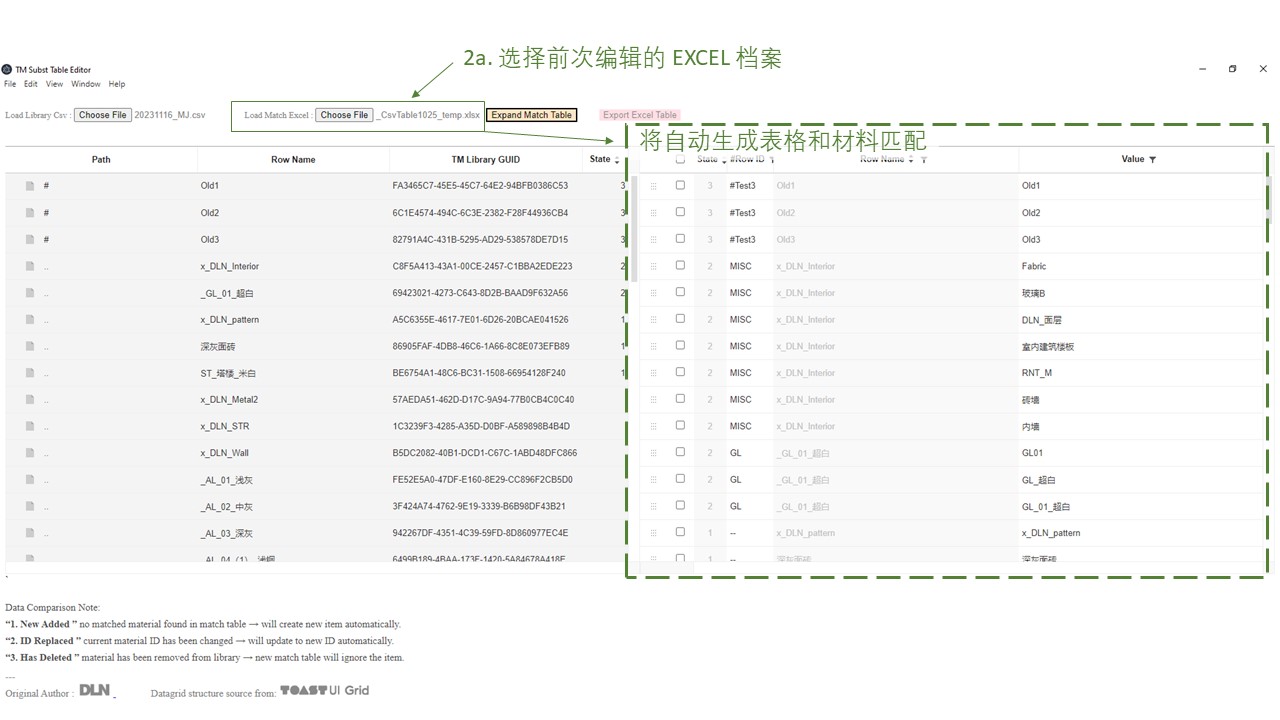 2a. 选择前次编辑的 EXCEL 档案
TM Subst Table Editor
File Edit View Window Help
Load Library Csv : Choose File 20231116_MJ.csv Load Match Excel : Choose File _CsvTable1025_temp.xlsx Expand Match Table Export Excel Table
将自动生成表格和材料匹配
Path Row Name TM Library GUID State State #Row ID Row Name Value
# Old1 FA3465C7-45E5-45C7-64E2-94BFB0386C53 3 3 #Test3 Old1 Old1
# Old2 6C1E4574-494C-6C3E-2382-F28F44936CB4 3 3 #Test3 Old2 Old2
# Old3 82791A4C-431B-5295-AD29-538578DE7D15 3 3 #Test3 Old3 Old3
.. x_DLN_Interior C8F5A413-43A1-00CE-2457-C1BBA2EDE223 2 2 MISC x_DLN_Interior Fabric
.. _GL_01_超白 69423021-4273-C643-8D2B-BAAD9F632A56 2 2 MISC x_DLN_Interior 玻璃B
.. x_DLN_pattern A5C6355E-4617-7E01-6D26-20BCAE041526 1 2 MISC x_DLN_Interior DLN_面层
.. 深灰面砖 86905FAF-4DB8-46C6-1A66-8C8E073EFB89 1 2 MISC x_DLN_Interior 室内建筑楼板
.. ST_塔楼_米白 BE6754A1-48C6-BC31-1508-66954128F240 1 2 MISC x_DLN_Interior RNT_M
.. x_DLN_Metal2 57AEDA51-462D-D17C-9A94-77B0CB4C0C40 2 MISC x_DLN_Interior 砖墙
.. x_DLN_STR 1C3239F3-4285-A35D-D0BF-A589898B4B4D 2 MISC x_DLN_Interior 内墙
.. x_DLN_Wall B5DC2082-40B1-DCD1-C67C-1ABD48DFC866 2 GL _GL_01_超白 GL01
.. _AL_01_浅灰 FE52E5A0-47DF-E160-8E29-CC896F2CB5D0 2 GL _GL_01_超白 GL_超白
.. _AL_02_中灰 3F424A74-4762-9E19-3339-B6B98DF43B21 2 GL _GL_01_超白 GL_01_超白
.. _AL_03_深灰 942267DF-4351-4C39-59FD-8D860977EC4E 1 -- x_DLN_pattern x_DLN_pattern
.. _AL_04 (1)_ 6499B189-4BAA-173E-1420-5A84678A418E 1 -- 深灰面砖 深灰面砖
Data Comparison Note:
“1. New Added ” no matched material found in match table → will create new item automatically.
“2. ID Replaced ” current material ID has been changed → will update to new ID automatically.
“3. Has Deleted ” material has been removed from library → new match table will ignore the item.
---
Original Author : DLN _ Datagrid structure source from: TOAST UI Grid